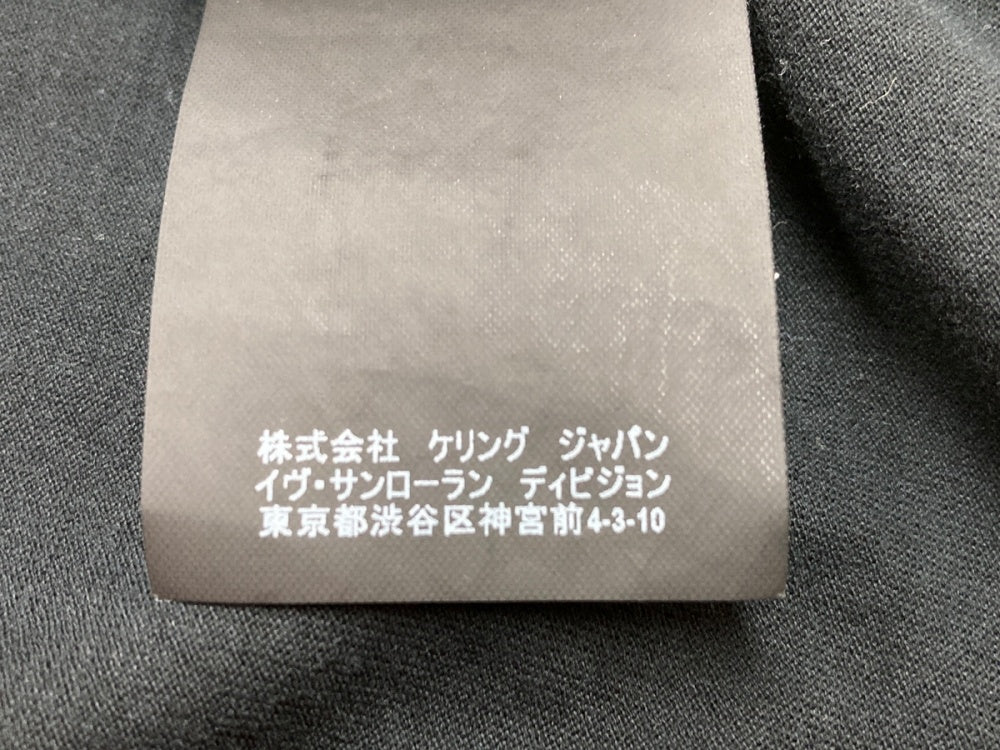 株式会社　ケリング　ジャパン
イヴ・サンローラン　ディビジョン
東京都渋谷区神宮前4-3-10